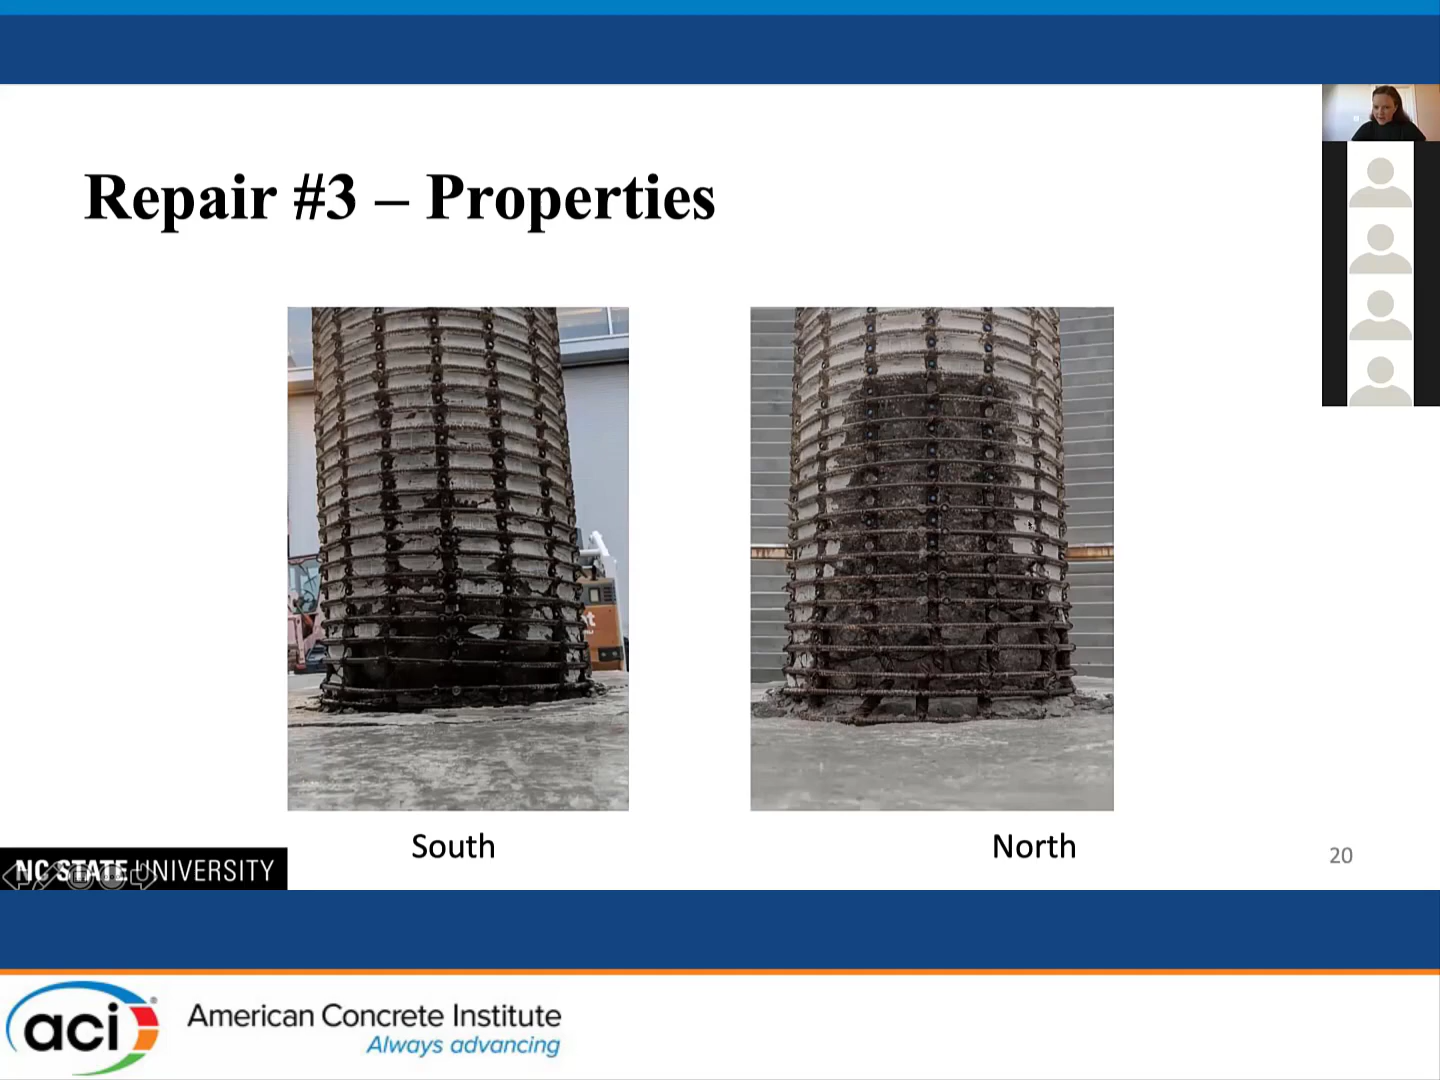 Repair #3 – Properties
South
North
20
NC STATE UNIVERSITY
aci
American Concrete Institute
Always advancing